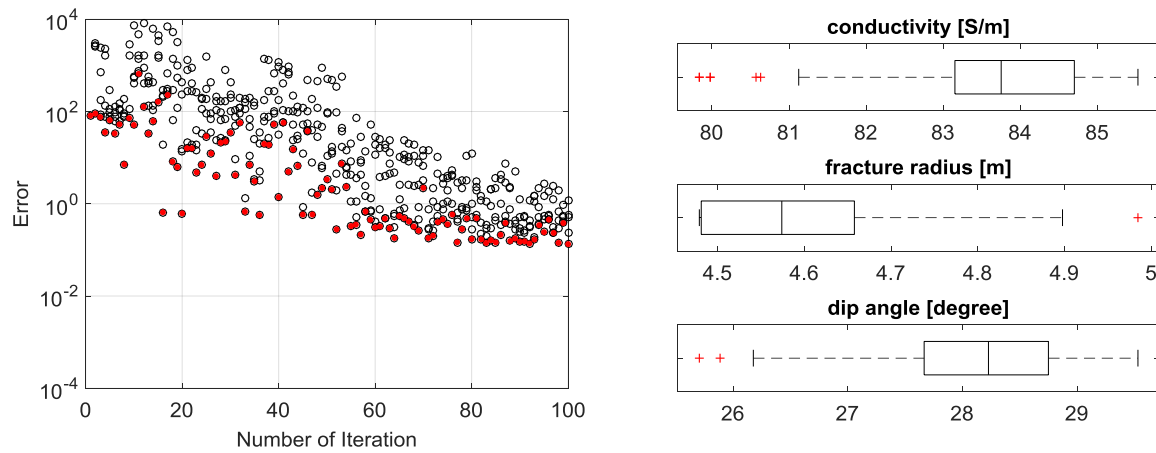 10^4
10^2
10^0
10^-2
10^-4
Error
0 20 40 60 80 100
Number of Iteration
conductivity [S/m]
80 81 82 83 84 85
fracture radius [m]
4.5 4.6 4.7 4.8 4.9 5
dip angle [degree]
26 27 28 29